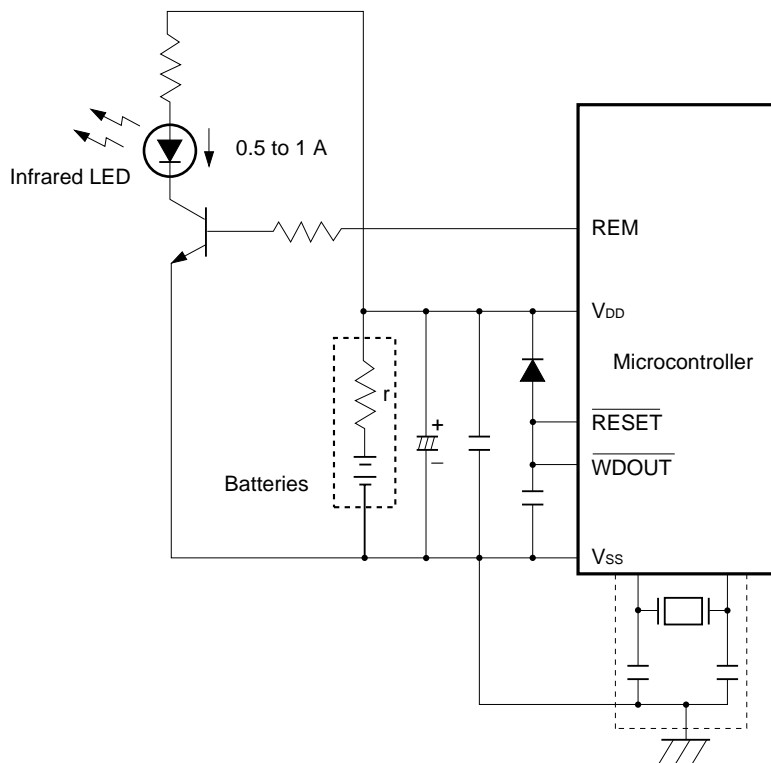 0.5 to 1 A
Infrared LED
REM
VDD
Microcontroller
r
RESET
+
WDOUT
–
Batteries
VSS